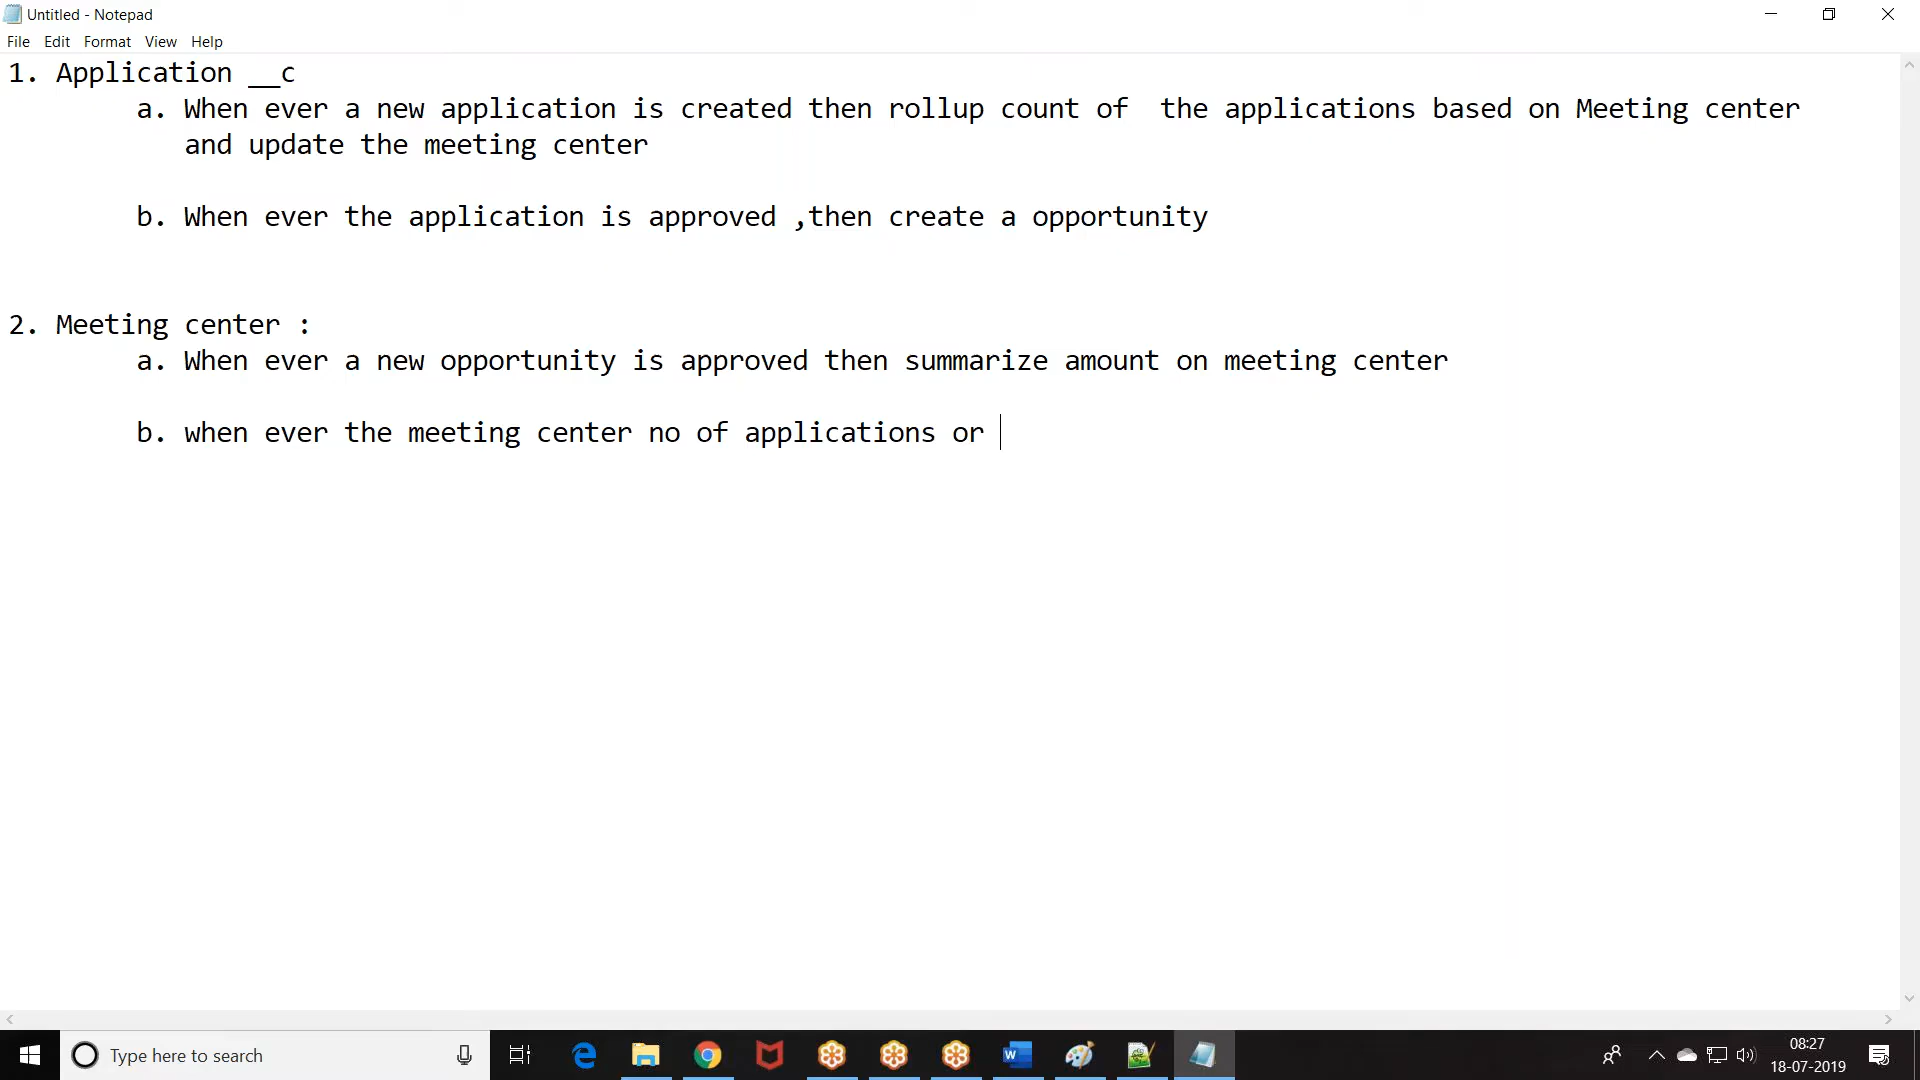 Untitled - Notepad
File Edit Format View Help
1. Application __c
a. When ever a new application is created then rollup count of  the applications based on Meeting center
and update the meeting center
b. When ever the application is approved ,then create a opportunity
2. Meeting center :
a. When ever a new opportunity is approved then summarize amount on meeting center
b. when ever the meeting center no of applications or
Type here to search
08:27
18-07-2019